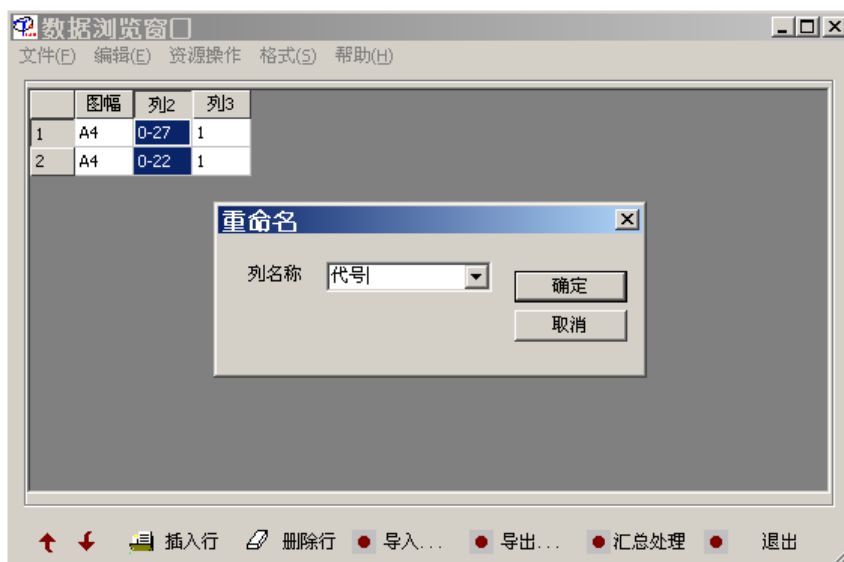 数据浏览窗口
文件(F) 编辑(E) 资源操作 格式(S) 帮助(H)
图幅 列2 列3
1 A4 0-27 1
2 A4 0-22 1
重命名
列名称 代号 确定
取消
插入行 删除行 导入... 导出... 汇总处理 退出